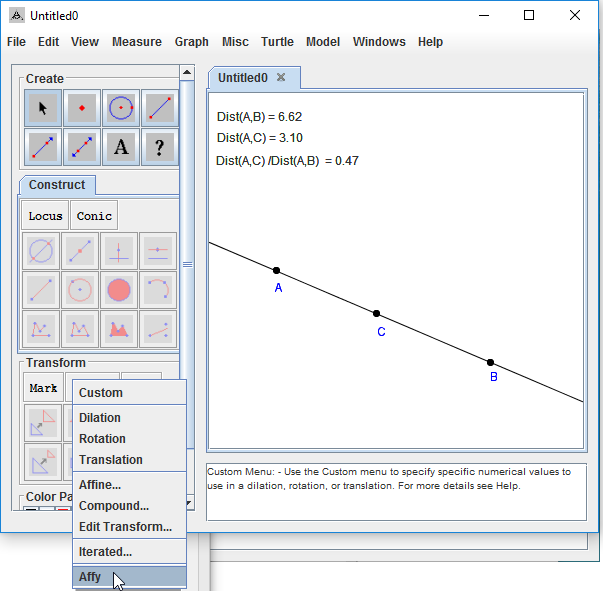 Untitled0
File Edit View Measure Graph Misc Turtle Model Windows Help
Create
A ?
Construct
Locus Conic
Transform
Mark
Color Pa
Custom
Dilation
Rotation
Translation
Affine...
Compound...
Edit Transform...
Iterated...
Affy
Untitled0
Dist(A,B) = 6.62
Dist(A,C) = 3.10
Dist(A,C) /Dist(A,B) = 0.47
A
C
B
Custom Menu: - Use the Custom menu to specify specific numerical values to
use in a dilation, rotation, or translation. For more details see Help.